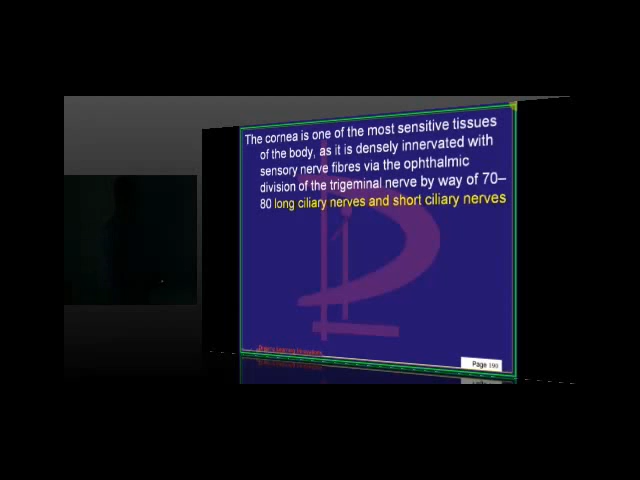 The cornea is one of the most sensitive tissues
of the body, as it is densely innervated with
sensory nerve fibres via the ophthalmic
division of the trigeminal nerve by way of 70–
80 long ciliary nerves and short ciliary nerves
Page 190